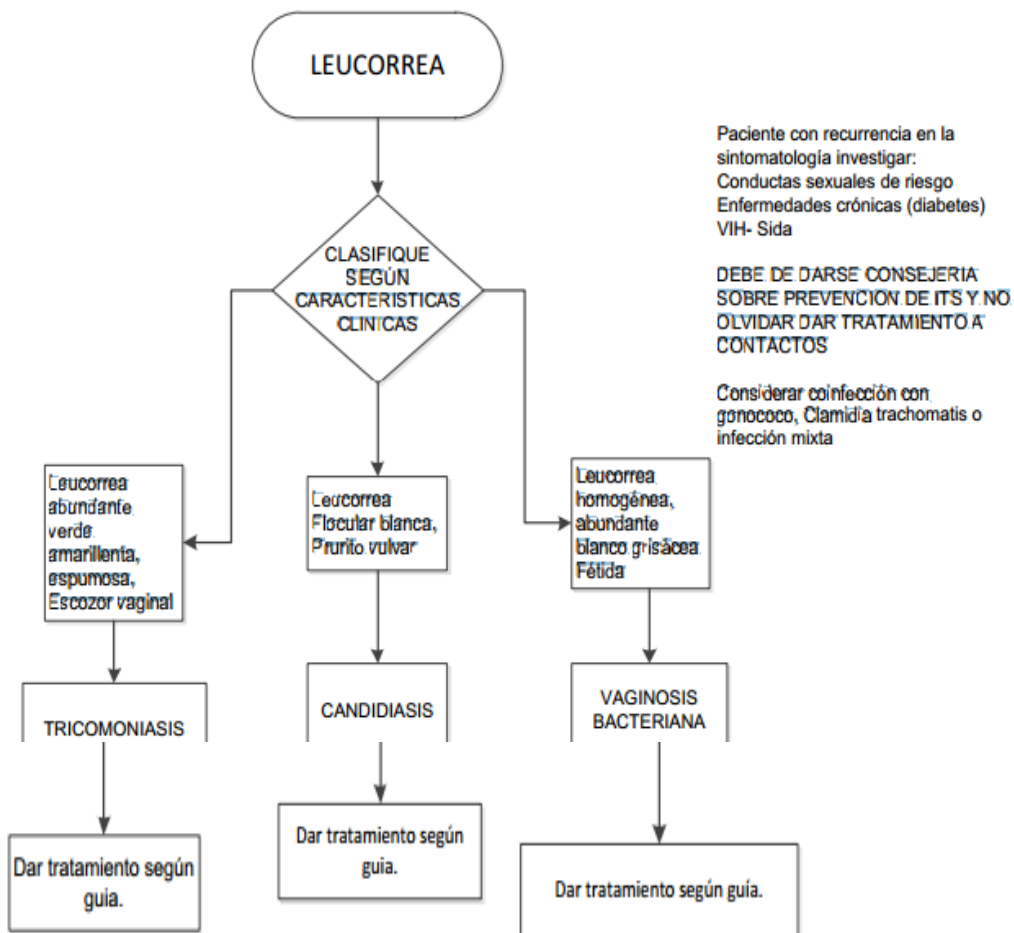 LEUCORREA
Paciente con recurrencia en la
sintomatología investigar:
Conductas sexuales de riesgo
Enfermedades crónicas (diabetes)
VIH- Sida
DEBE DE DARSE CONSEJERIA
SOBRE PREVENCION DE ITS Y NO
OLVIDAR DAR TRATAMIENTO A
CONTACTOS
Considerar coinfección con
gonococo, Clamidia trachomatis o
infección mixta
CLASIFIQUE
SEGÚN
CARACTERISTICAS
CLINICAS
Leucorrea
abundante
verde
amarillenta,
espumosa,
Escozor vaginal
Leucorrea
Flocular blanca,
Prurito vulvar
Leucorrea
homogénea,
abundante
blanco grisácea
Fétida
TRICOMONIASIS
CANDIDIASIS
VAGINOSIS
BACTERIANA
Dar tratamiento según
guia.
Dar tratamiento según
guia.
Dar tratamiento según guía.